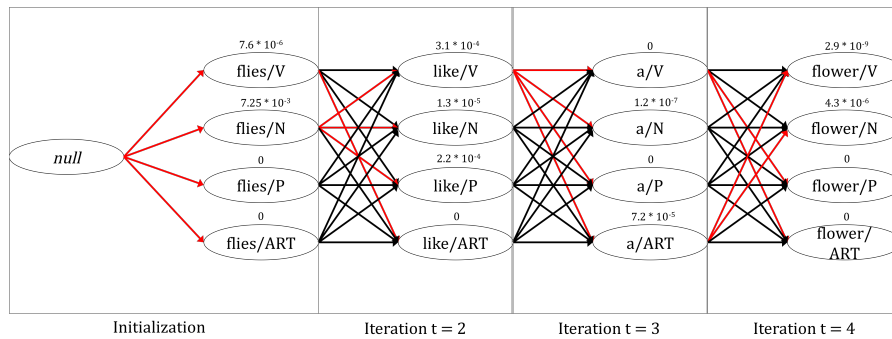 null
7.6 * 10⁻⁶
flies/V
7.25 * 10⁻³
flies/N
0
flies/P
0
flies/ART
3.1 * 10⁻⁴
like/V
1.3 * 10⁻⁵
like/N
2.2 * 10⁻⁴
like/P
0
like/ART
0
a/V
1.2 * 10⁻⁷
a/N
0
a/P
7.2 * 10⁻⁵
a/ART
2.9 * 10⁻⁹
flower/V
4.3 * 10⁻⁶
flower/N
0
flower/P
0
flower/
ART
Initialization
Iteration t = 2
Iteration t = 3
Iteration t = 4